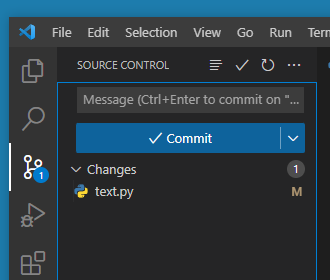 File Edit Selection View Go Run Term
SOURCE CONTROL
Message (Ctrl+Enter to commit on "...
Commit
Changes 1
1
text.py M